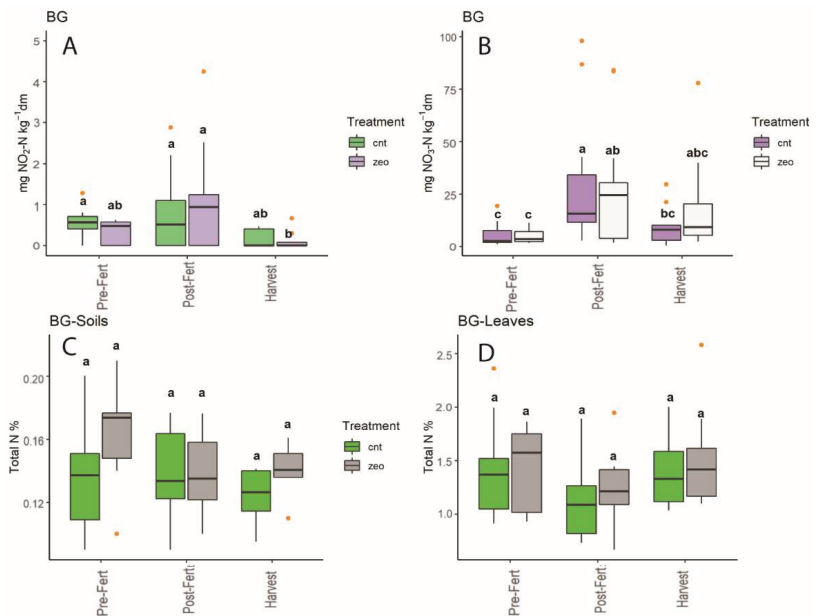 BG
A
mg NO₂-N kg⁻¹dm
5
4
3
2
1
0
a
ab
a
a
ab
b
Pre-Fert
Post-Fert
Harvest
Treatment
cnt
zeo
BG
B
mg NO₃-N kg⁻¹dm
100
75
50
25
0
c
c
a
ab
bc
abc
Pre-Fert
Post-Fert
Harvest
Treatment
cnt
zeo
BG-Soils
C
Total N %
0.20
0.16
0.12
a
a
a
a
a
a
Pre-Fert
Post-Fert:
Harvest
Treatment
cnt
zeo
BG-Leaves
D
Total N %
2.5
2.0
1.5
1.0
a
a
a
a
a
a
Pre-Fert
Post-Fert:
Harvest
Treatment
cnt
zeo